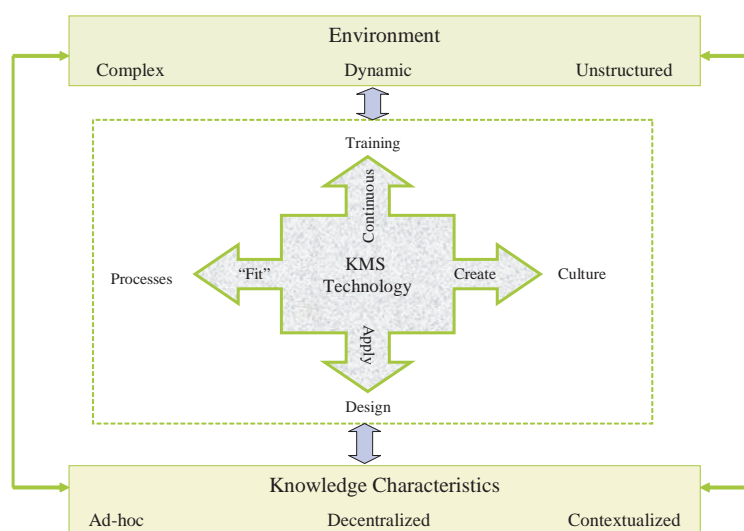 Environment
Complex Dynamic Unstructured
Training
Continuous
Processes "Fit" KMS Technology Create Culture
Apply
Design
Knowledge Characteristics
Ad-hoc Decentralized Contextualized